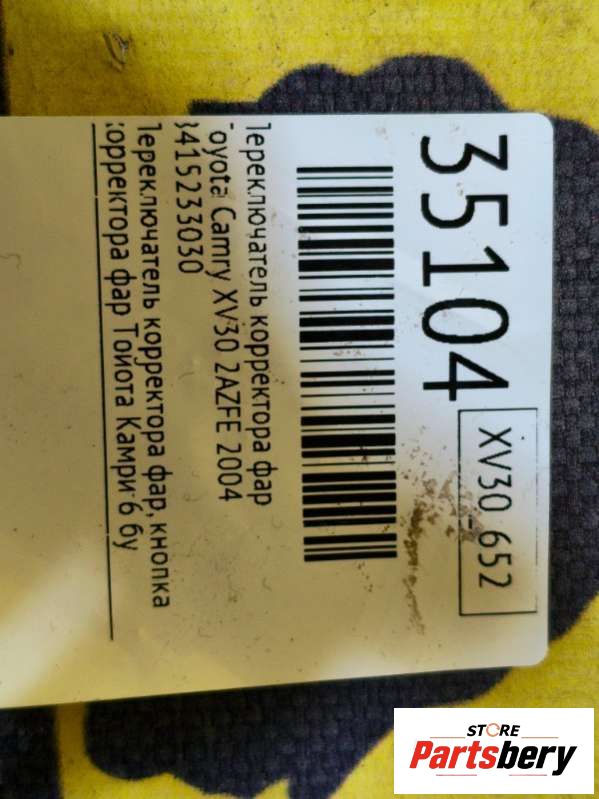 35104
XV30_652
Переключатель корректора фар
Toyota Camry XV30 2AZFE 2004
8415233030
Переключатель корректора фар, кнопка
корректора фар Тойота Камри 6 бу
STORE
Partsbery